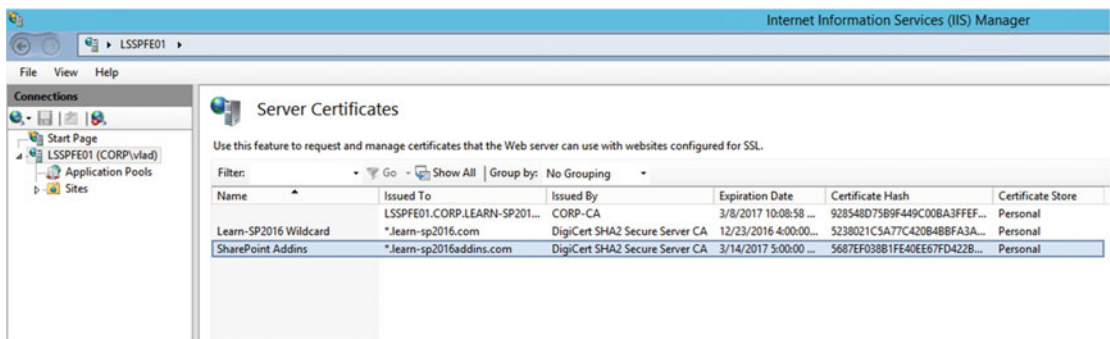 Internet Information Services (IIS) Manager
LSSPFE01
File View Help
Connections
Start Page
LSSPFE01 (CORP\vlad)
Application Pools
Sites
Server Certificates
Use this feature to request and manage certificates that the Web server can use with websites configured for SSL.
Filter: Go Show All Group by: No Grouping
Name Issued To Issued By Expiration Date Certificate Hash Certificate Store
LSSPFE01.CORP.LEARN-SP201... CORP-CA 3/8/2017 10:08:58 ... 928548D75B9F449C00BA3FFEF... Personal
Learn-SP2016 Wildcard *.learn-sp2016.com DigiCert SHA2 Secure Server CA 12/23/2016 4:00:00... 5238021C5A77C420B4BBFA3A... Personal
SharePoint Addins *.learn-sp2016addins.com DigiCert SHA2 Secure Server CA 3/14/2017 5:00:00 ... 5687EF038B1FE40EE67FD422B... Personal